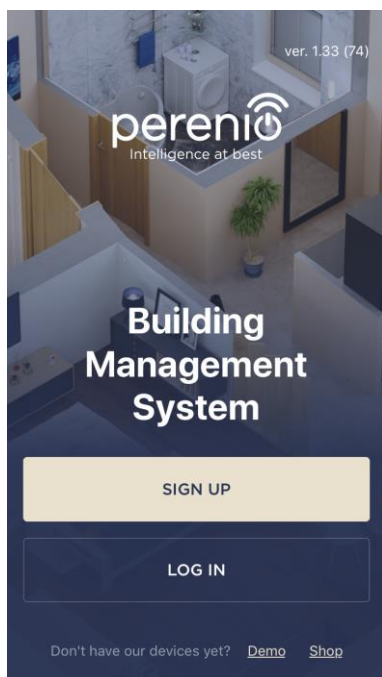 ver. 1.33 (74)
perenio
Intelligence at best
Building
Management
System
SIGN UP
LOG IN
Don't have our devices yet? Demo Shop